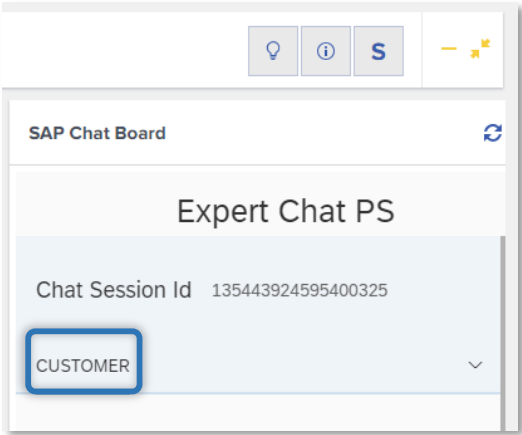 S
SAP Chat Board
Expert Chat PS
Chat Session Id 135443924595400325
CUSTOMER